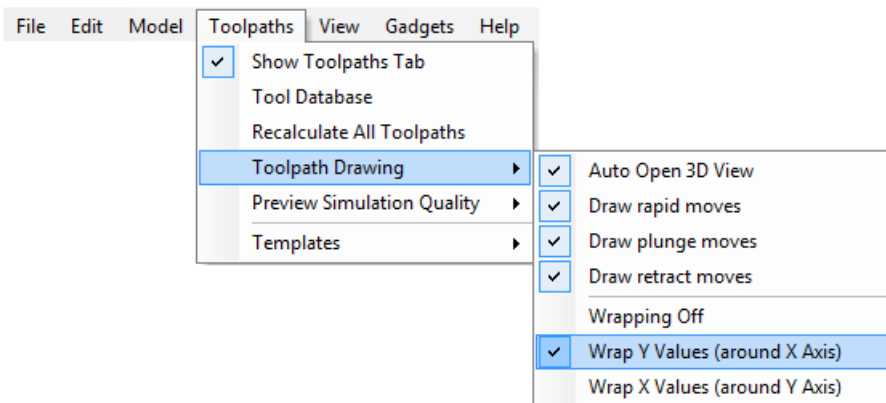 File Edit Model Toolpaths View Gadgets Help
Show Toolpaths Tab
Tool Database
Recalculate All Toolpaths
Toolpath Drawing
Preview Simulation Quality
Templates
Auto Open 3D View
Draw rapid moves
Draw plunge moves
Draw retract moves
Wrapping Off
Wrap Y Values (around X Axis)
Wrap X Values (around Y Axis)